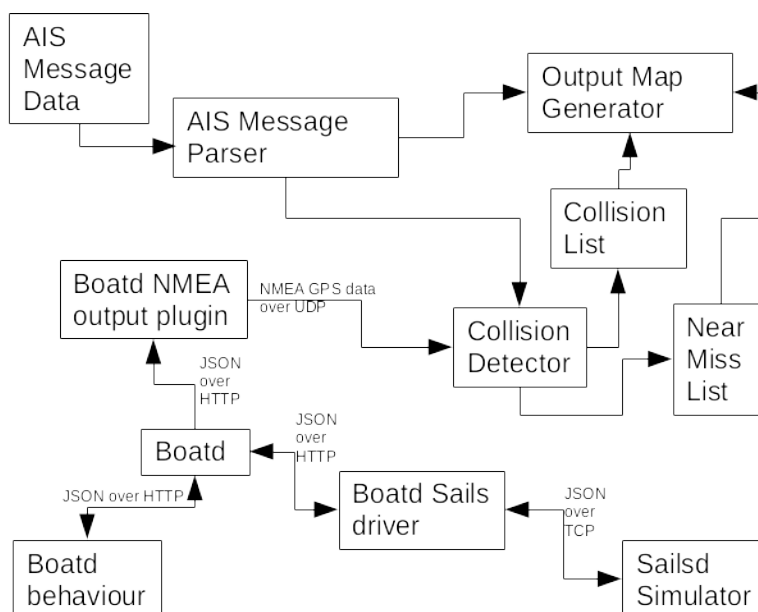 AIS
Message
Data
AIS Message
Parser
Output Map
Generator
Collision
List
Boatd NMEA
output plugin
NMEA GPS data
over UDP
Collision
Detector
Near
Miss
List
JSON
over
HTTP
Boatd
JSON
over
HTTP
JSON over HTTP
Boatd Sails
driver
JSON
over
TCP
Boatd
behaviour
Sailsd
Simulator